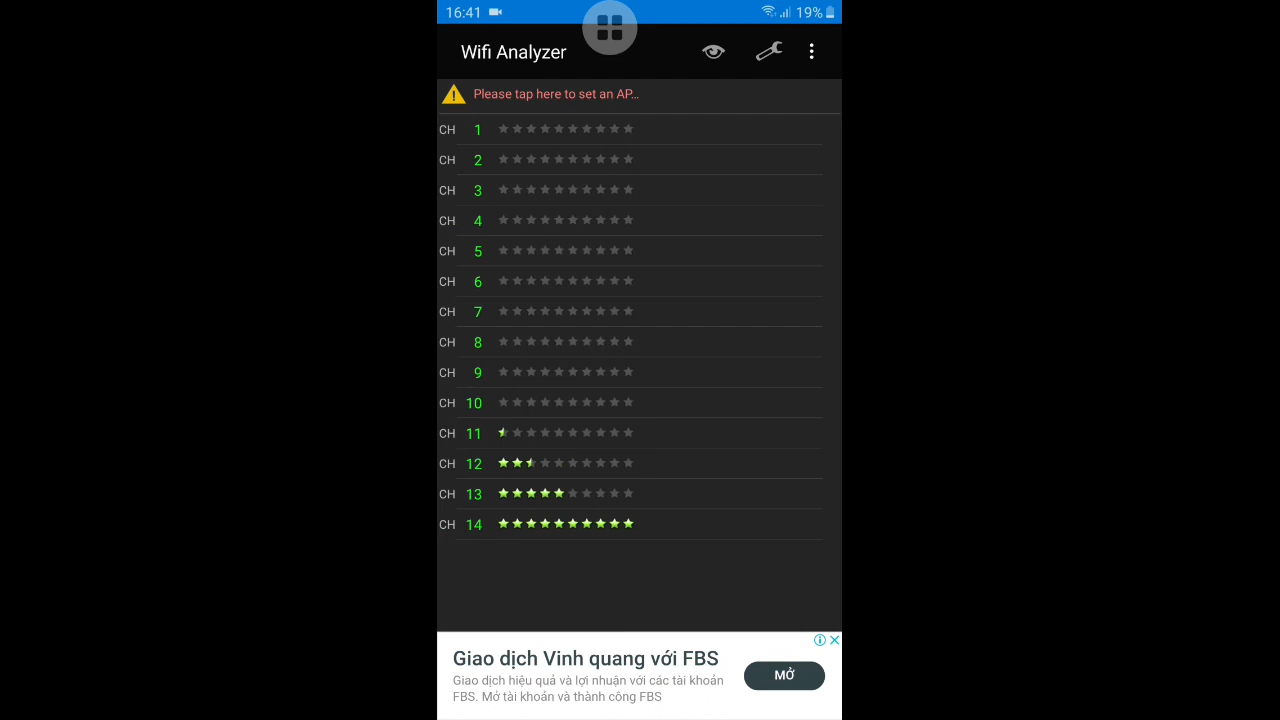 16:41 19%
Wifi Analyzer
Please tap here to set an AP...
CH 1
CH 2
CH 3
CH 4
CH 5
CH 6
CH 7
CH 8
CH 9
CH 10
CH 11
CH 12
CH 13
CH 14
Giao dịch Vinh quang với FBS
Giao dịch hiệu quả và lợi nhuận với các tài khoản
FBS. Mở tài khoản và thành công FBS
MỞ